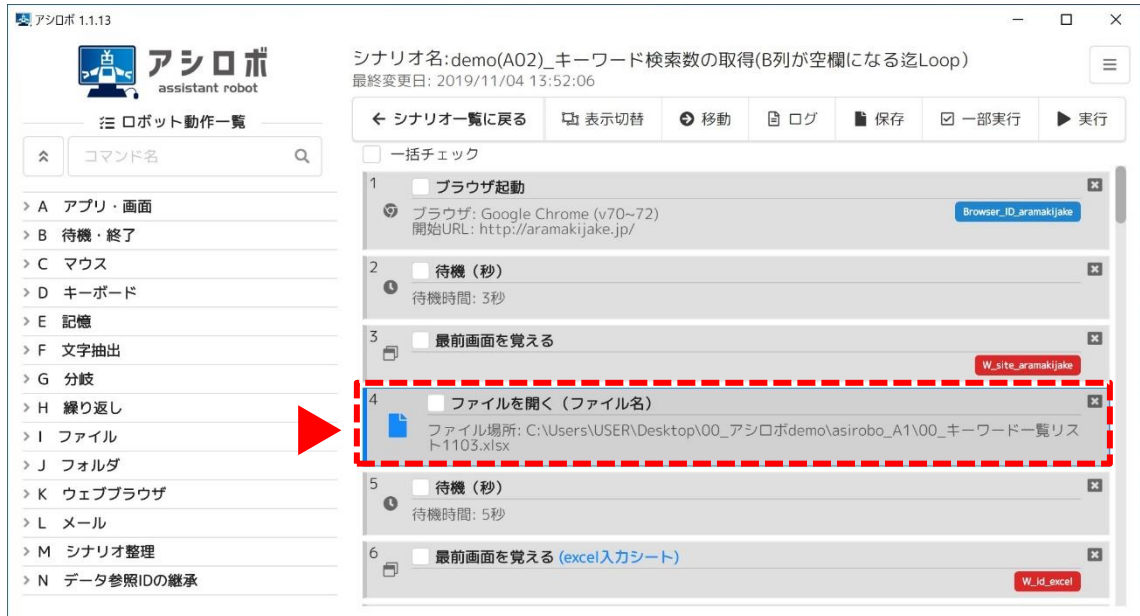 アシロボ 1.1.13
アシロボ
assistant robot
シナリオ名:demo(A02)_キーワード検索数の取得(B列が空欄になる迄Loop)
最終変更日: 2019/11/04 13:52:06
ロボット動作一覧
コマンド名
A アプリ・画面
B 待機・終了
C マウス
D キーボード
E 記憶
F 文字抽出
G 分岐
H 繰り返し
I ファイル
J フォルダ
K ウェブブラウザ
L メール
M シナリオ整理
N データ参照IDの継承
シナリオ一覧に戻る 表示切替 移動 ログ 保存 一部実行 実行
一括チェック
1 ブラウザ起動
ブラウザ: Google Chrome (v70~72)
開始URL: http://aramakijake.jp/
Browser_ID_aramakijake
2 待機(秒)
待機時間: 3秒
3 最前画面を覚える
W_site_aramakijake
4 ファイルを開く(ファイル名)
ファイル場所: C:\Users\USER\Desktop\00_アシロボdemo\asirobo_A1\00_キーワード一覧リス
ト1103.xlsx
5 待機(秒)
待機時間: 5秒
6 最前画面を覚える (excel入力シート)
W_id_excel